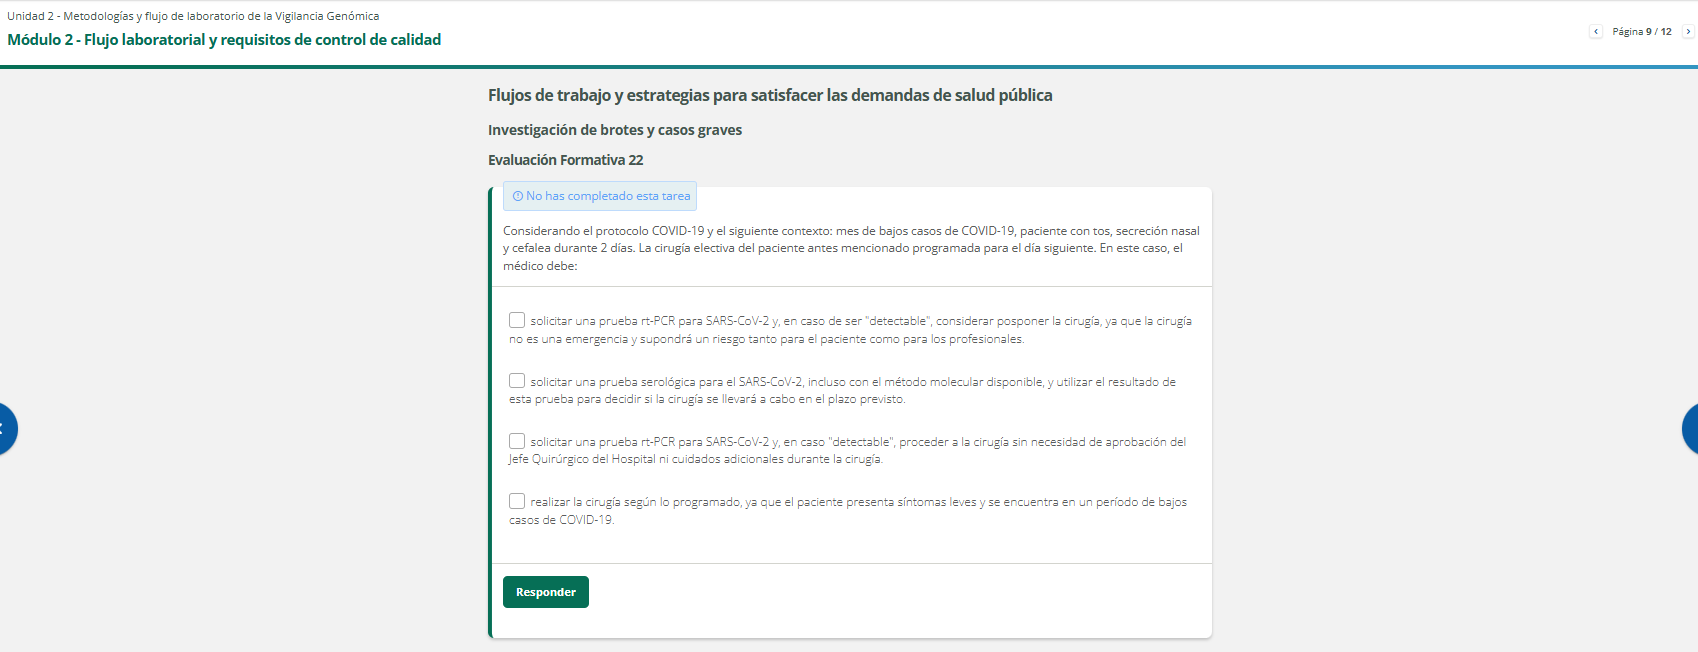 Unidad 2 - Metodologías y flujo de laboratorio de la Vigilancia Genómica
Módulo 2 - Flujo laboratorial y requisitos de control de calidad
Página 9 / 12
Flujos de trabajo y estrategias para satisfacer las demandas de salud pública
Investigación de brotes y casos graves
Evaluación Formativa 22
No has completado esta tarea
Considerando el protocolo COVID-19 y el siguiente contexto: mes de bajos casos de COVID-19, paciente con tos, secreción nasal
y cefalea durante 2 días. La cirugía electiva del paciente antes mencionado programada para el día siguiente. En este caso, el
médico debe:
solicitar una prueba rt-PCR para SARS-CoV-2 y, en caso de ser "detectable", considerar posponer la cirugía, ya que la cirugía
no es una emergencia y supondrá un riesgo tanto para el paciente como para los profesionales.
solicitar una prueba serológica para el SARS-CoV-2, incluso con el método molecular disponible, y utilizar el resultado de
esta prueba para decidir si la cirugía se llevará a cabo en el plazo previsto.
solicitar una prueba rt-PCR para SARS-CoV-2 y, en caso "detectable", proceder a la cirugía sin necesidad de aprobación del
Jefe Quirúrgico del Hospital ni cuidados adicionales durante la cirugía.
realizar la cirugía según lo programado, ya que el paciente presenta síntomas leves y se encuentra en un período de bajos
casos de COVID-19.
Responder